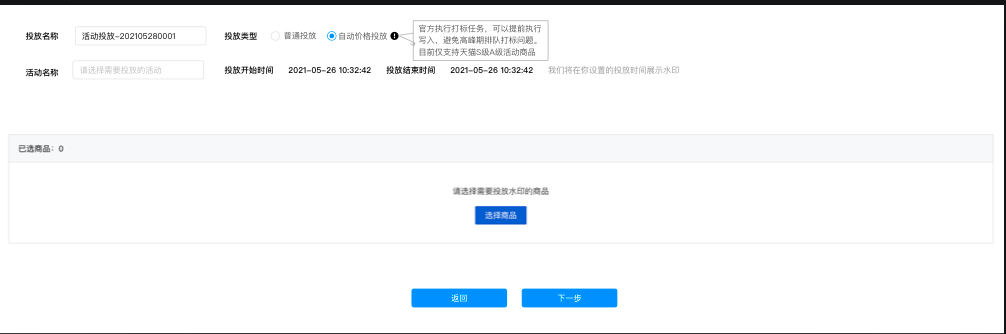 投放名称 活动投放-202105280001 投放类型 普通投放 自动价格投放
官方执行打标任务，可以提前执行
写入，避免高峰期排队打标问题。
目前仅支持天猫S级A级活动商品
活动名称 请选择需要投放的活动 投放开始时间 2021-05-26 10:32:42 投放结束时间 2021-05-26 10:32:42 我们将在你设置的投放时间展示水印
已选商品：0
请选择需要投放水印的商品
选择商品
返回 下一步